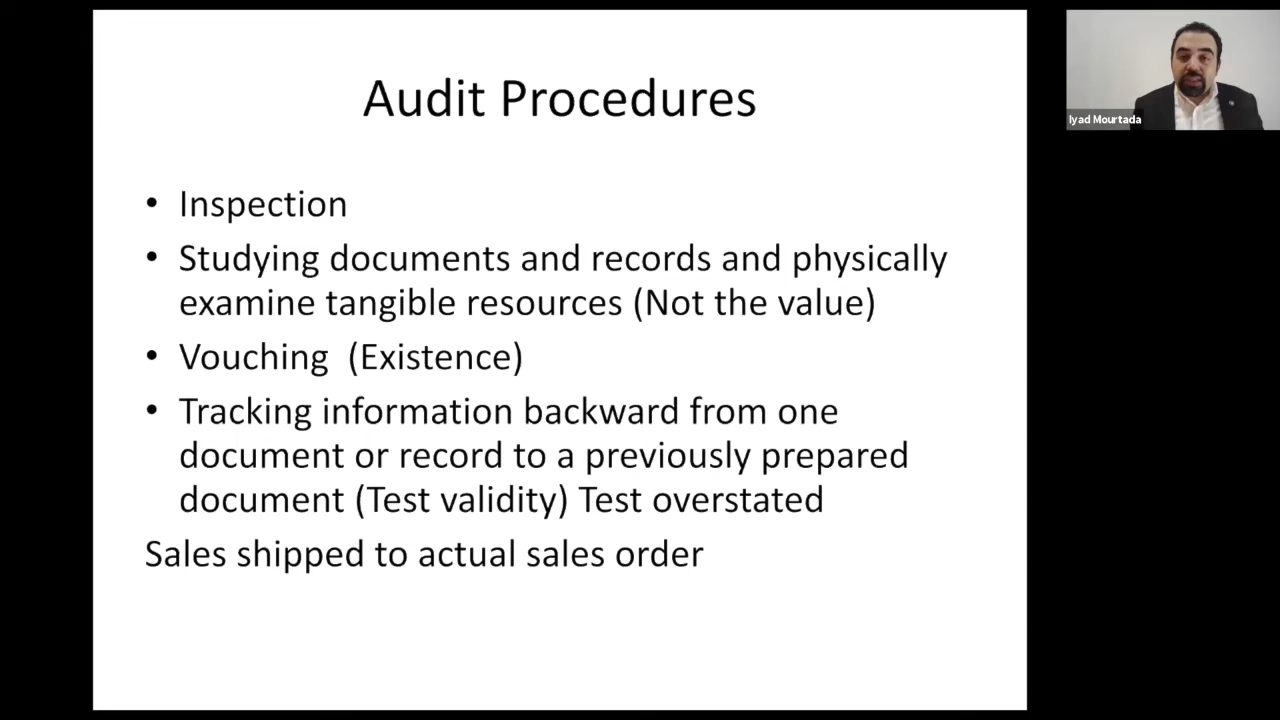 Audit Procedures
• Inspection
• Studying documents and records and physically
examine tangible resources (Not the value)
• Vouching  (Existence)
• Tracking information backward from one
document or record to a previously prepared
document (Test validity) Test overstated
Sales shipped to actual sales order
Iyad Mourtada